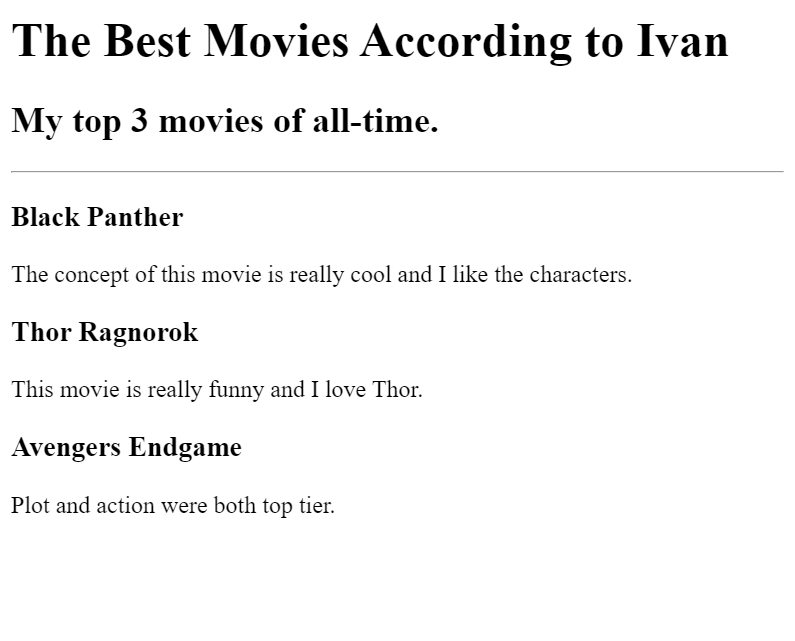 The Best Movies According to Ivan
My top 3 movies of all-time.
Black Panther
The concept of this movie is really cool and I like the characters.
Thor Ragnorok
This movie is really funny and I love Thor.
Avengers Endgame
Plot and action were both top tier.